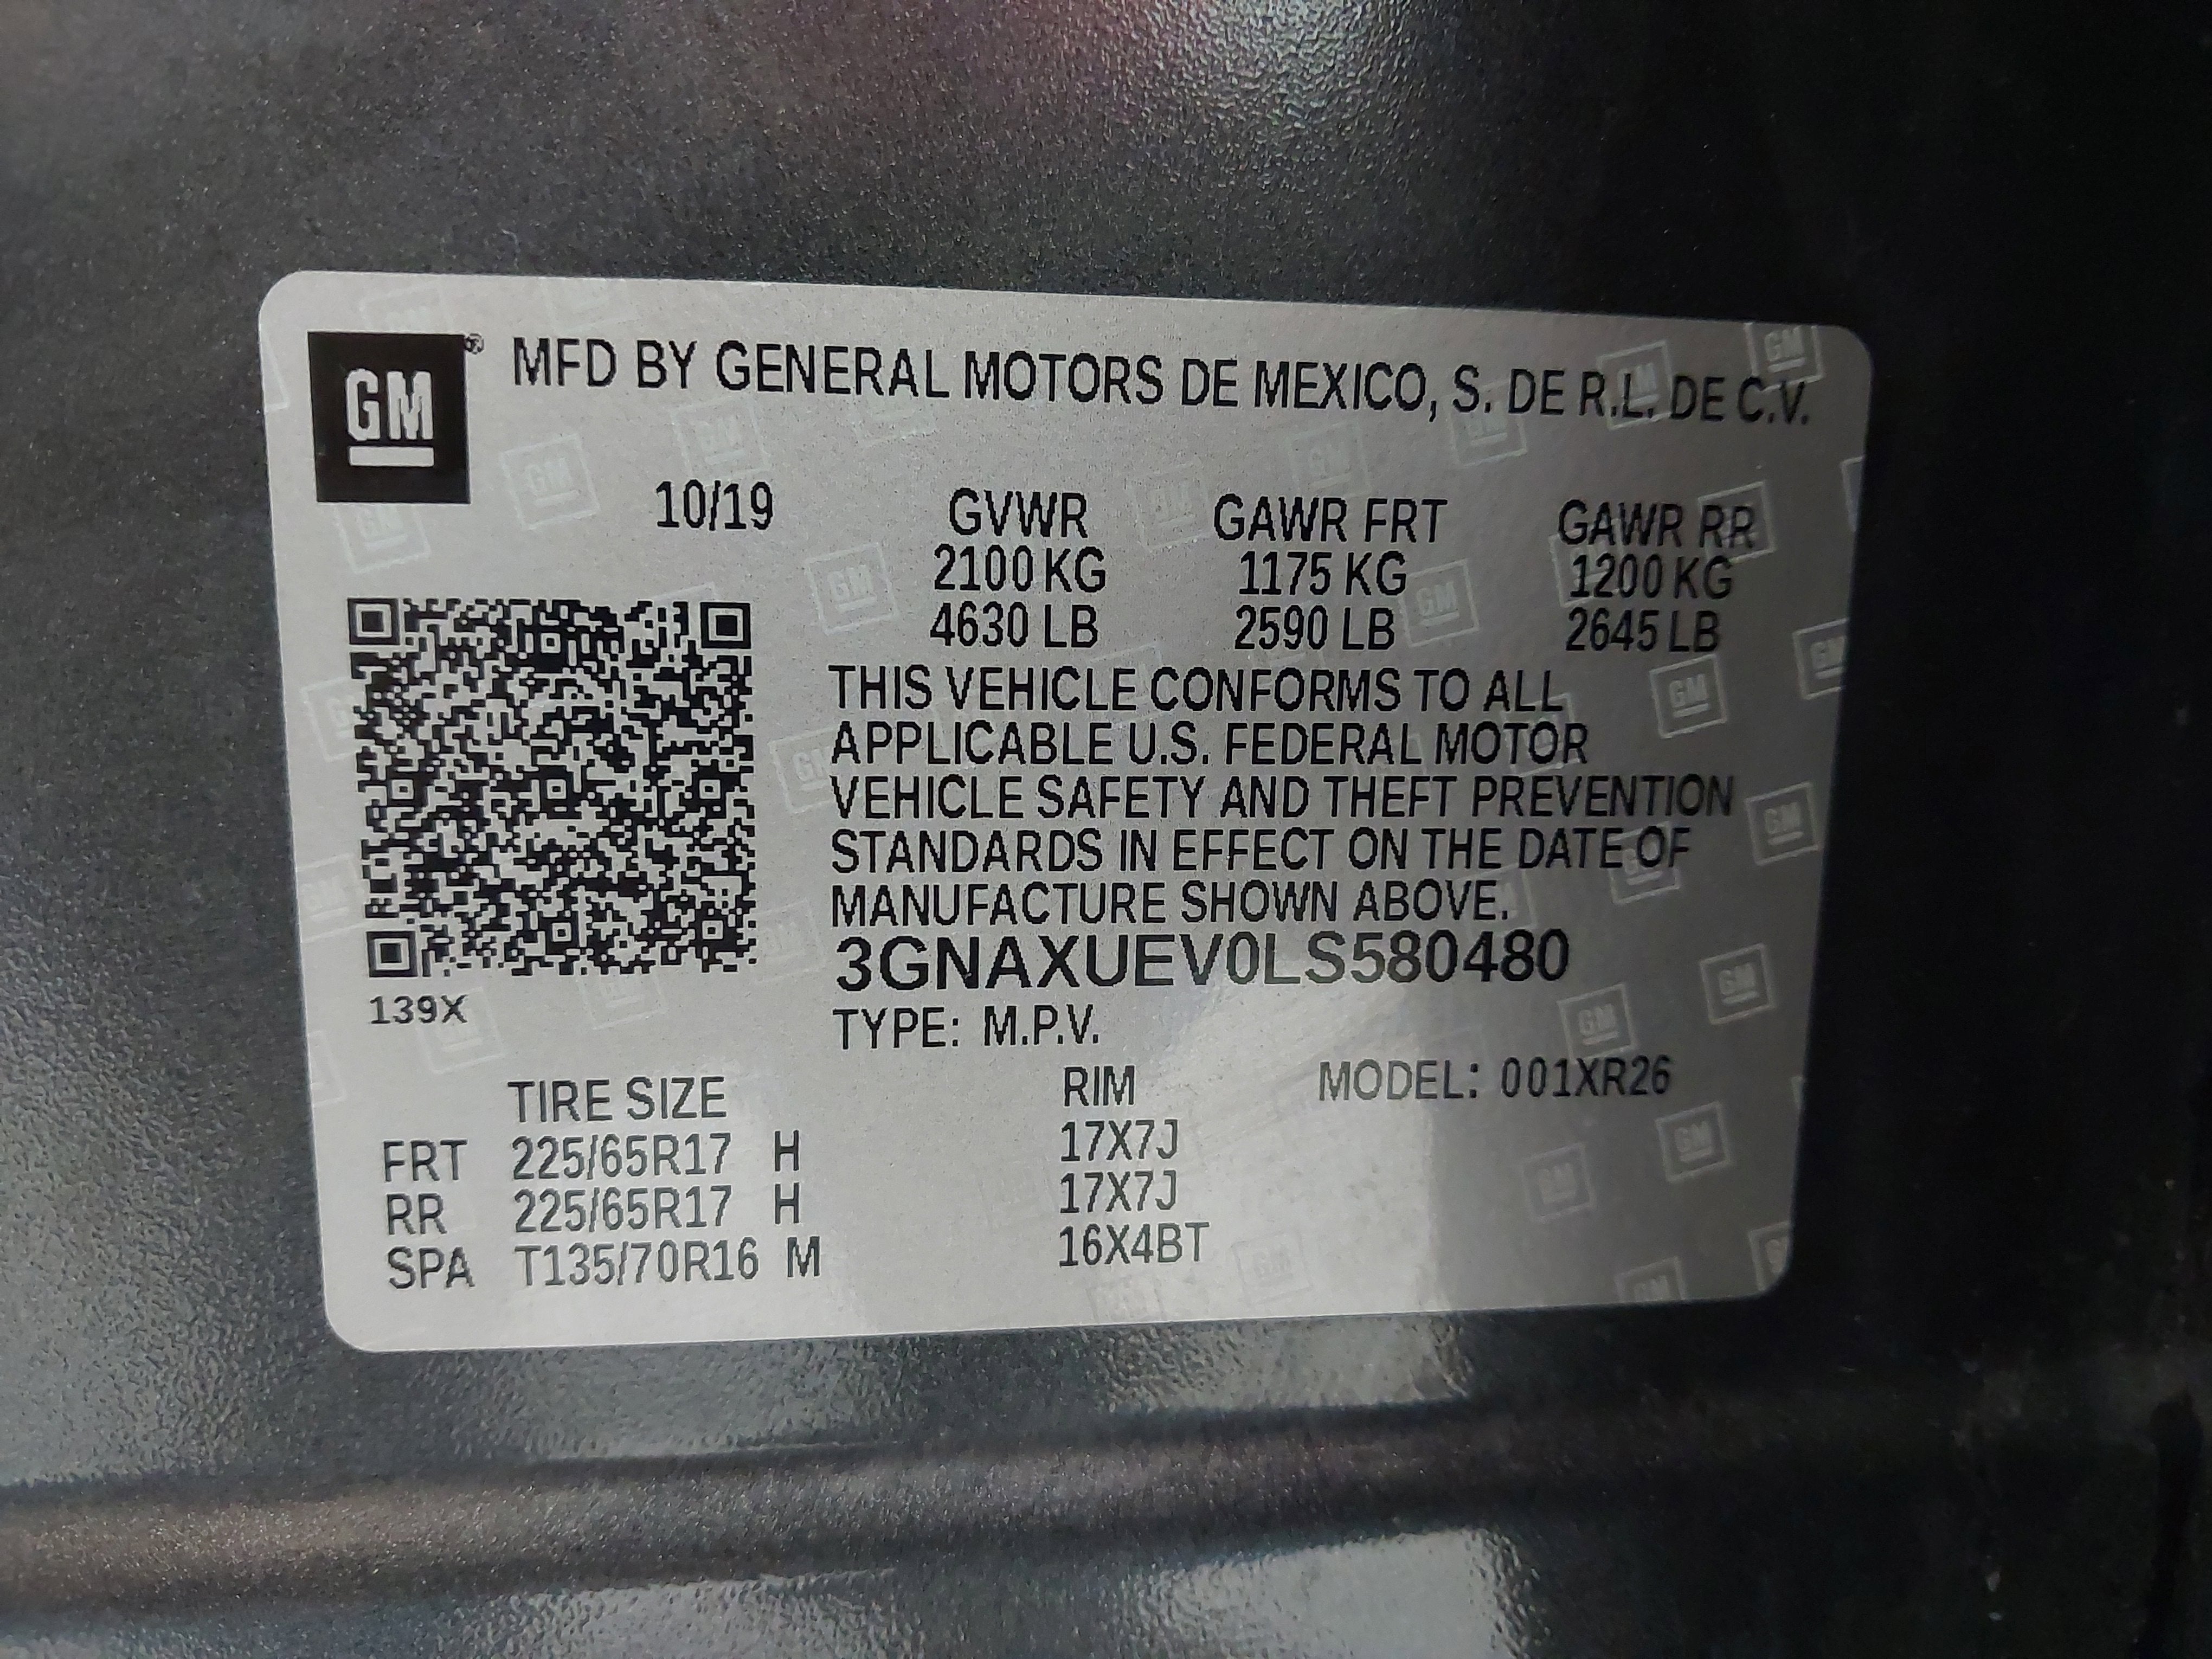 GM® MFD BY GENERAL MOTORS DE MEXICO, S. DE R.L. DE C.V.
10/19 GVWR GAWR FRT GAWR RR
2100 KG 1175 KG 1200 KG
4630 LB 2590 LB 2645 LB
THIS VEHICLE CONFORMS TO ALL
APPLICABLE U.S. FEDERAL MOTOR
VEHICLE SAFETY AND THEFT PREVENTION
STANDARDS IN EFFECT ON THE DATE OF
MANUFACTURE SHOWN ABOVE.
3GNAXUEV0LS580480
139X
TYPE: M.P.V.
TIRE SIZE RIM MODEL: 001XR26
FRT 225/65R17 H 17X7J
RR 225/65R17 H 17X7J
SPA T135/70R16 M 16X4BT